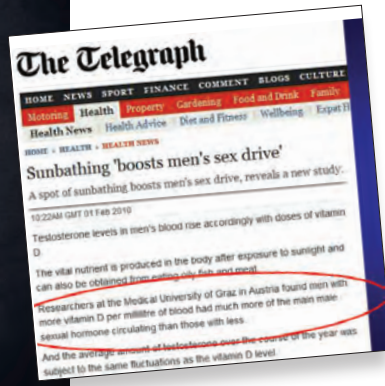 The Telegraph
HOME NEWS SPORT FINANCE COMMENT BLOGS CULTURE
Motoring Health Property Gardening Food and Drink Family
Health News Health Advice Diet and Fitness Wellbeing Expat H
HOME HEALTH HEALTH NEWS
Sunbathing 'boosts men's sex drive'
A spot of sunbathing boosts men's sex drive, reveals a new study.
10:22AM GMT 01 Feb 2010
Testosterone levels in men's blood rise accordingly with doses of vitamin
D.
The vital nutrient is produced in the body after exposure to sunlight and
can also be obtained from eating oily fish and meat.
Researchers at the Medical University of Graz in Austria found men with
more vitamin D per millilitre of blood had much more of the main male
sexual hormone circulating than those with less.
And the average amount of testosterone over the course of the year was
subject to the same fluctuations as the vitamin D level.